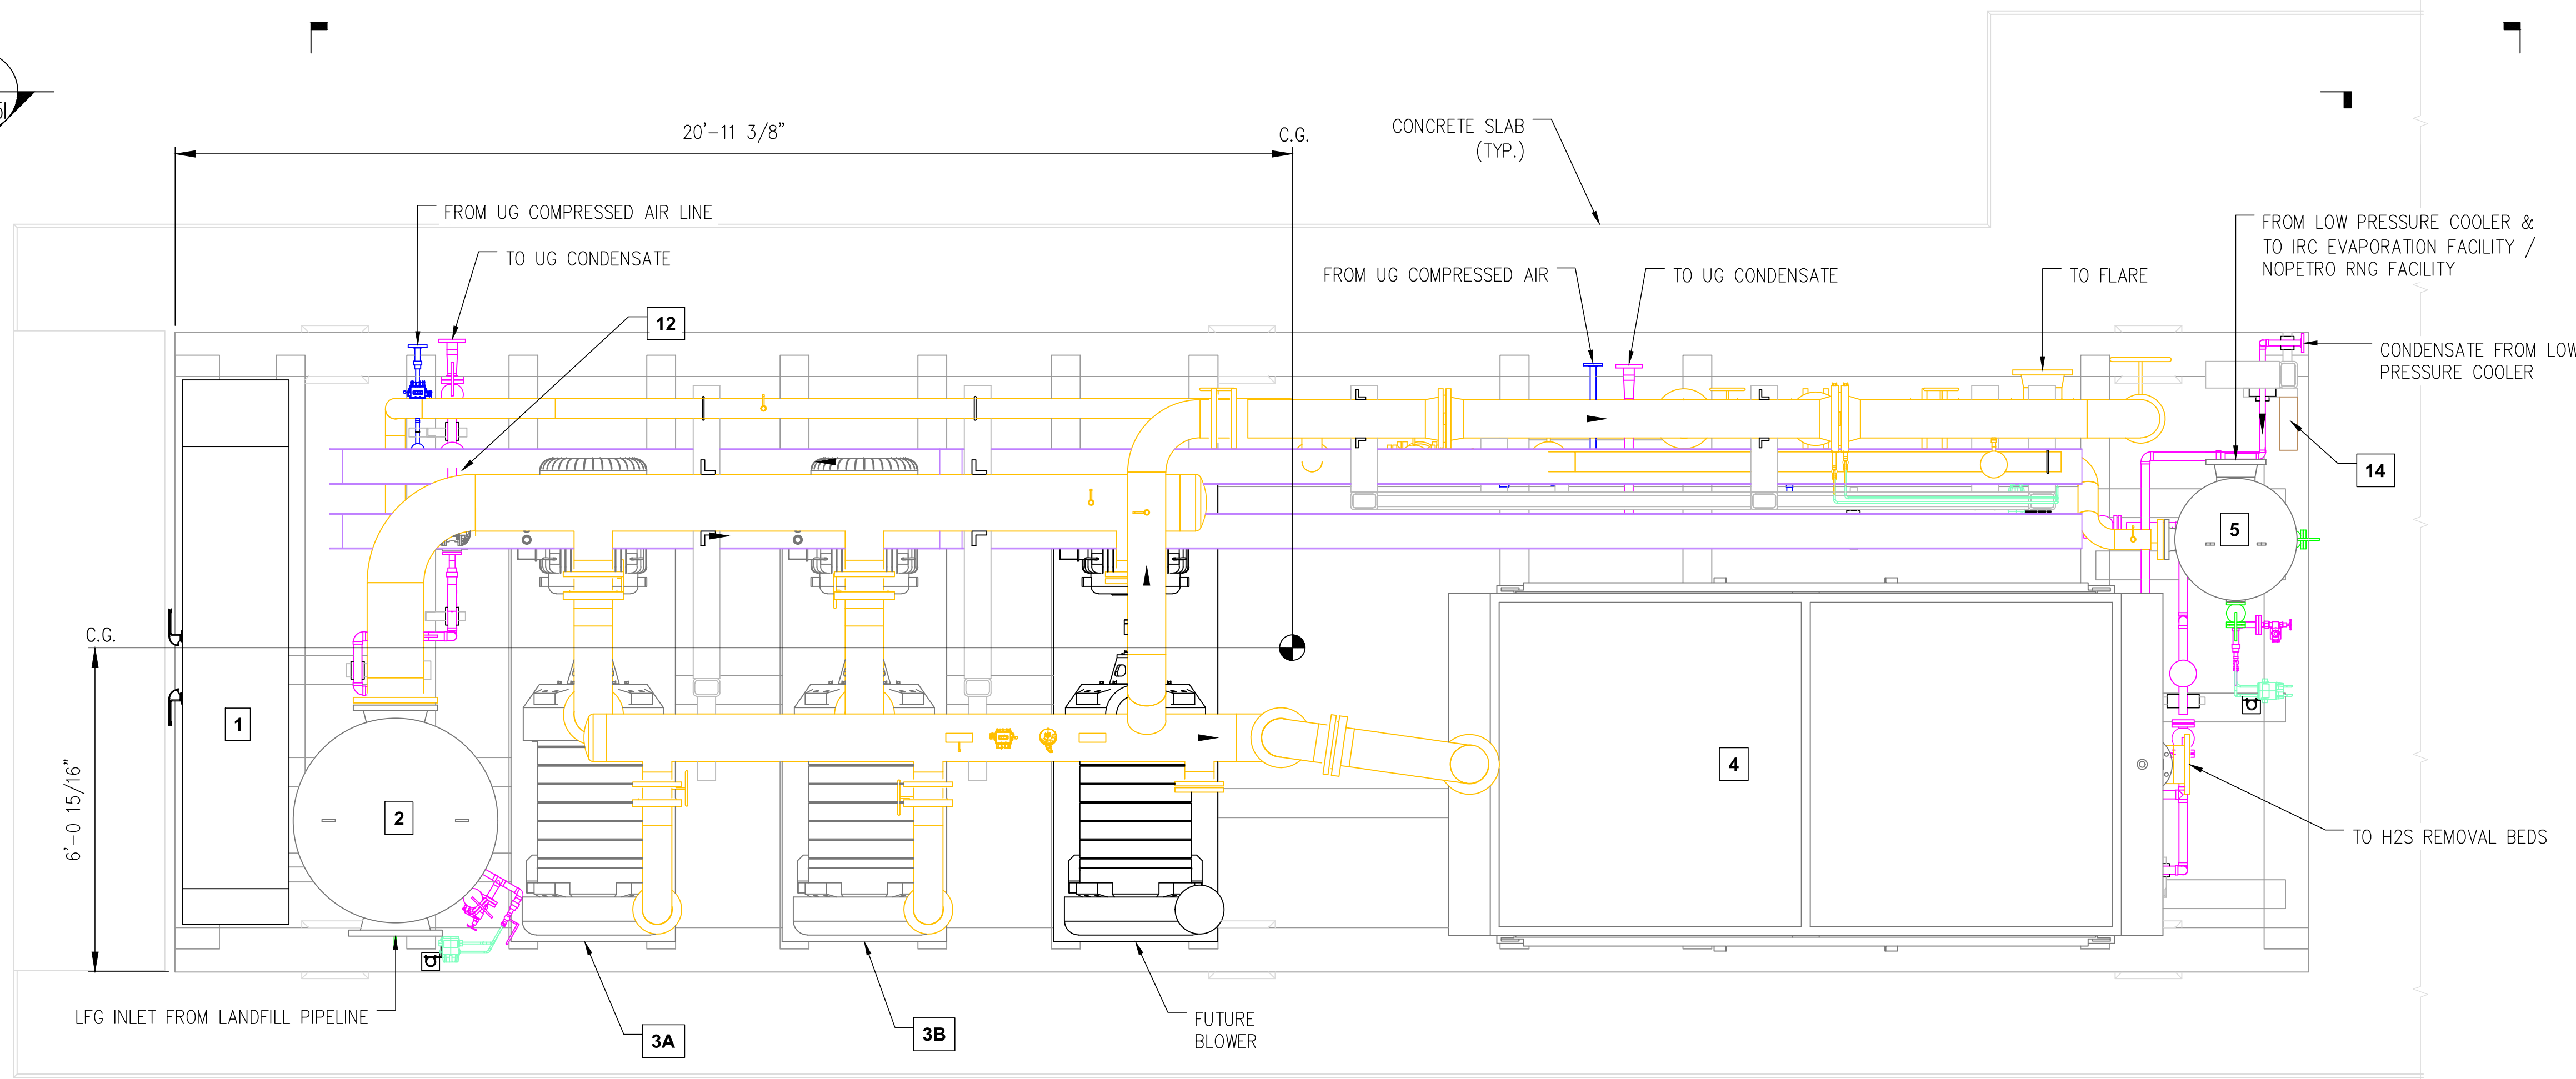 20'-11 3/8"
C.G.
CONCRETE SLAB
(TYP.)
FROM UG COMPRESSED AIR LINE
TO UG CONDENSATE
FROM UG COMPRESSED AIR
TO UG CONDENSATE
TO FLARE
FROM LOW PRESSURE COOLER &
TO IRC EVAPORATION FACILITY /
NOPETRO RNG FACILITY
12
CONDENSATE FROM LOW
PRESSURE COOLER
14
5
C.G.
1
2
4
6'-0 15/16"
TO H2S REMOVAL BEDS
LFG INLET FROM LANDFILL PIPELINE
3A
3B
FUTURE
BLOWER